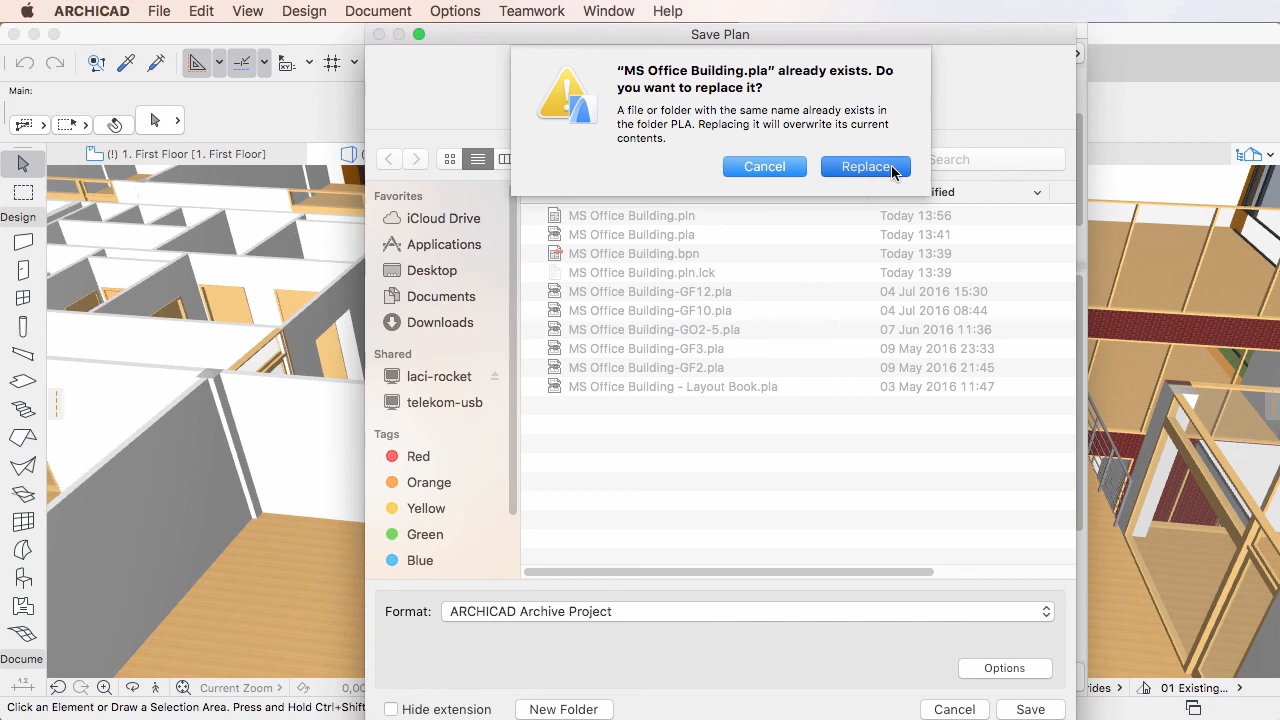 ARCHICAD File Edit View Design Document Options Teamwork Window Help
Save Plan
“MS Office Building.pla” already exists. Do
you want to replace it?
A file or folder with the same name already exists in
the folder PLA. Replacing it will overwrite its current
contents.
Cancel Replace
Main:
(!) 1. First Floor [1. First Floor]
Search
Design
Favorites
iCloud Drive
Applications
Desktop
Documents
Downloads
Shared
laci-rocket
telekom-usb
Tags
Red
Orange
Yellow
Green
Blue
ified
MS Office Building.pln Today 13:56
MS Office Building.pla Today 13:41
MS Office Building.bpn Today 13:39
MS Office Building.pln.lck Today 13:39
MS Office Building-GF12.pla 04 Jul 2016 15:30
MS Office Building-GF10.pla 04 Jul 2016 08:44
MS Office Building-GO2-5.pla 07 Jun 2016 11:36
MS Office Building-GF3.pla 09 May 2016 23:33
MS Office Building-GF2.pla 09 May 2016 21:45
MS Office Building - Layout Book.pla 03 May 2016 11:47
Format: ARCHICAD Archive Project
Options
Docume
1.2
Current Zoom 0,00
rides 01 Existing...
Click an Element or Draw a Selection Area. Press and Hold Ctrl+Shift
Hide extension New Folder Cancel Save